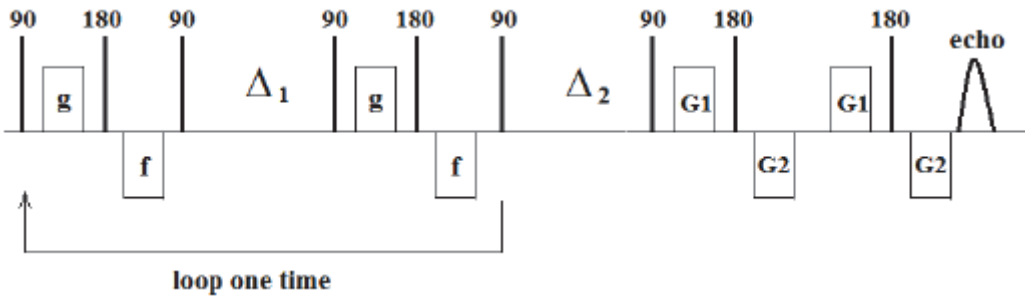 90 180 90 90 180 90 90 180 180
echo
g Δ1 g Δ2 G1 G1
f f G2 G2
loop one time